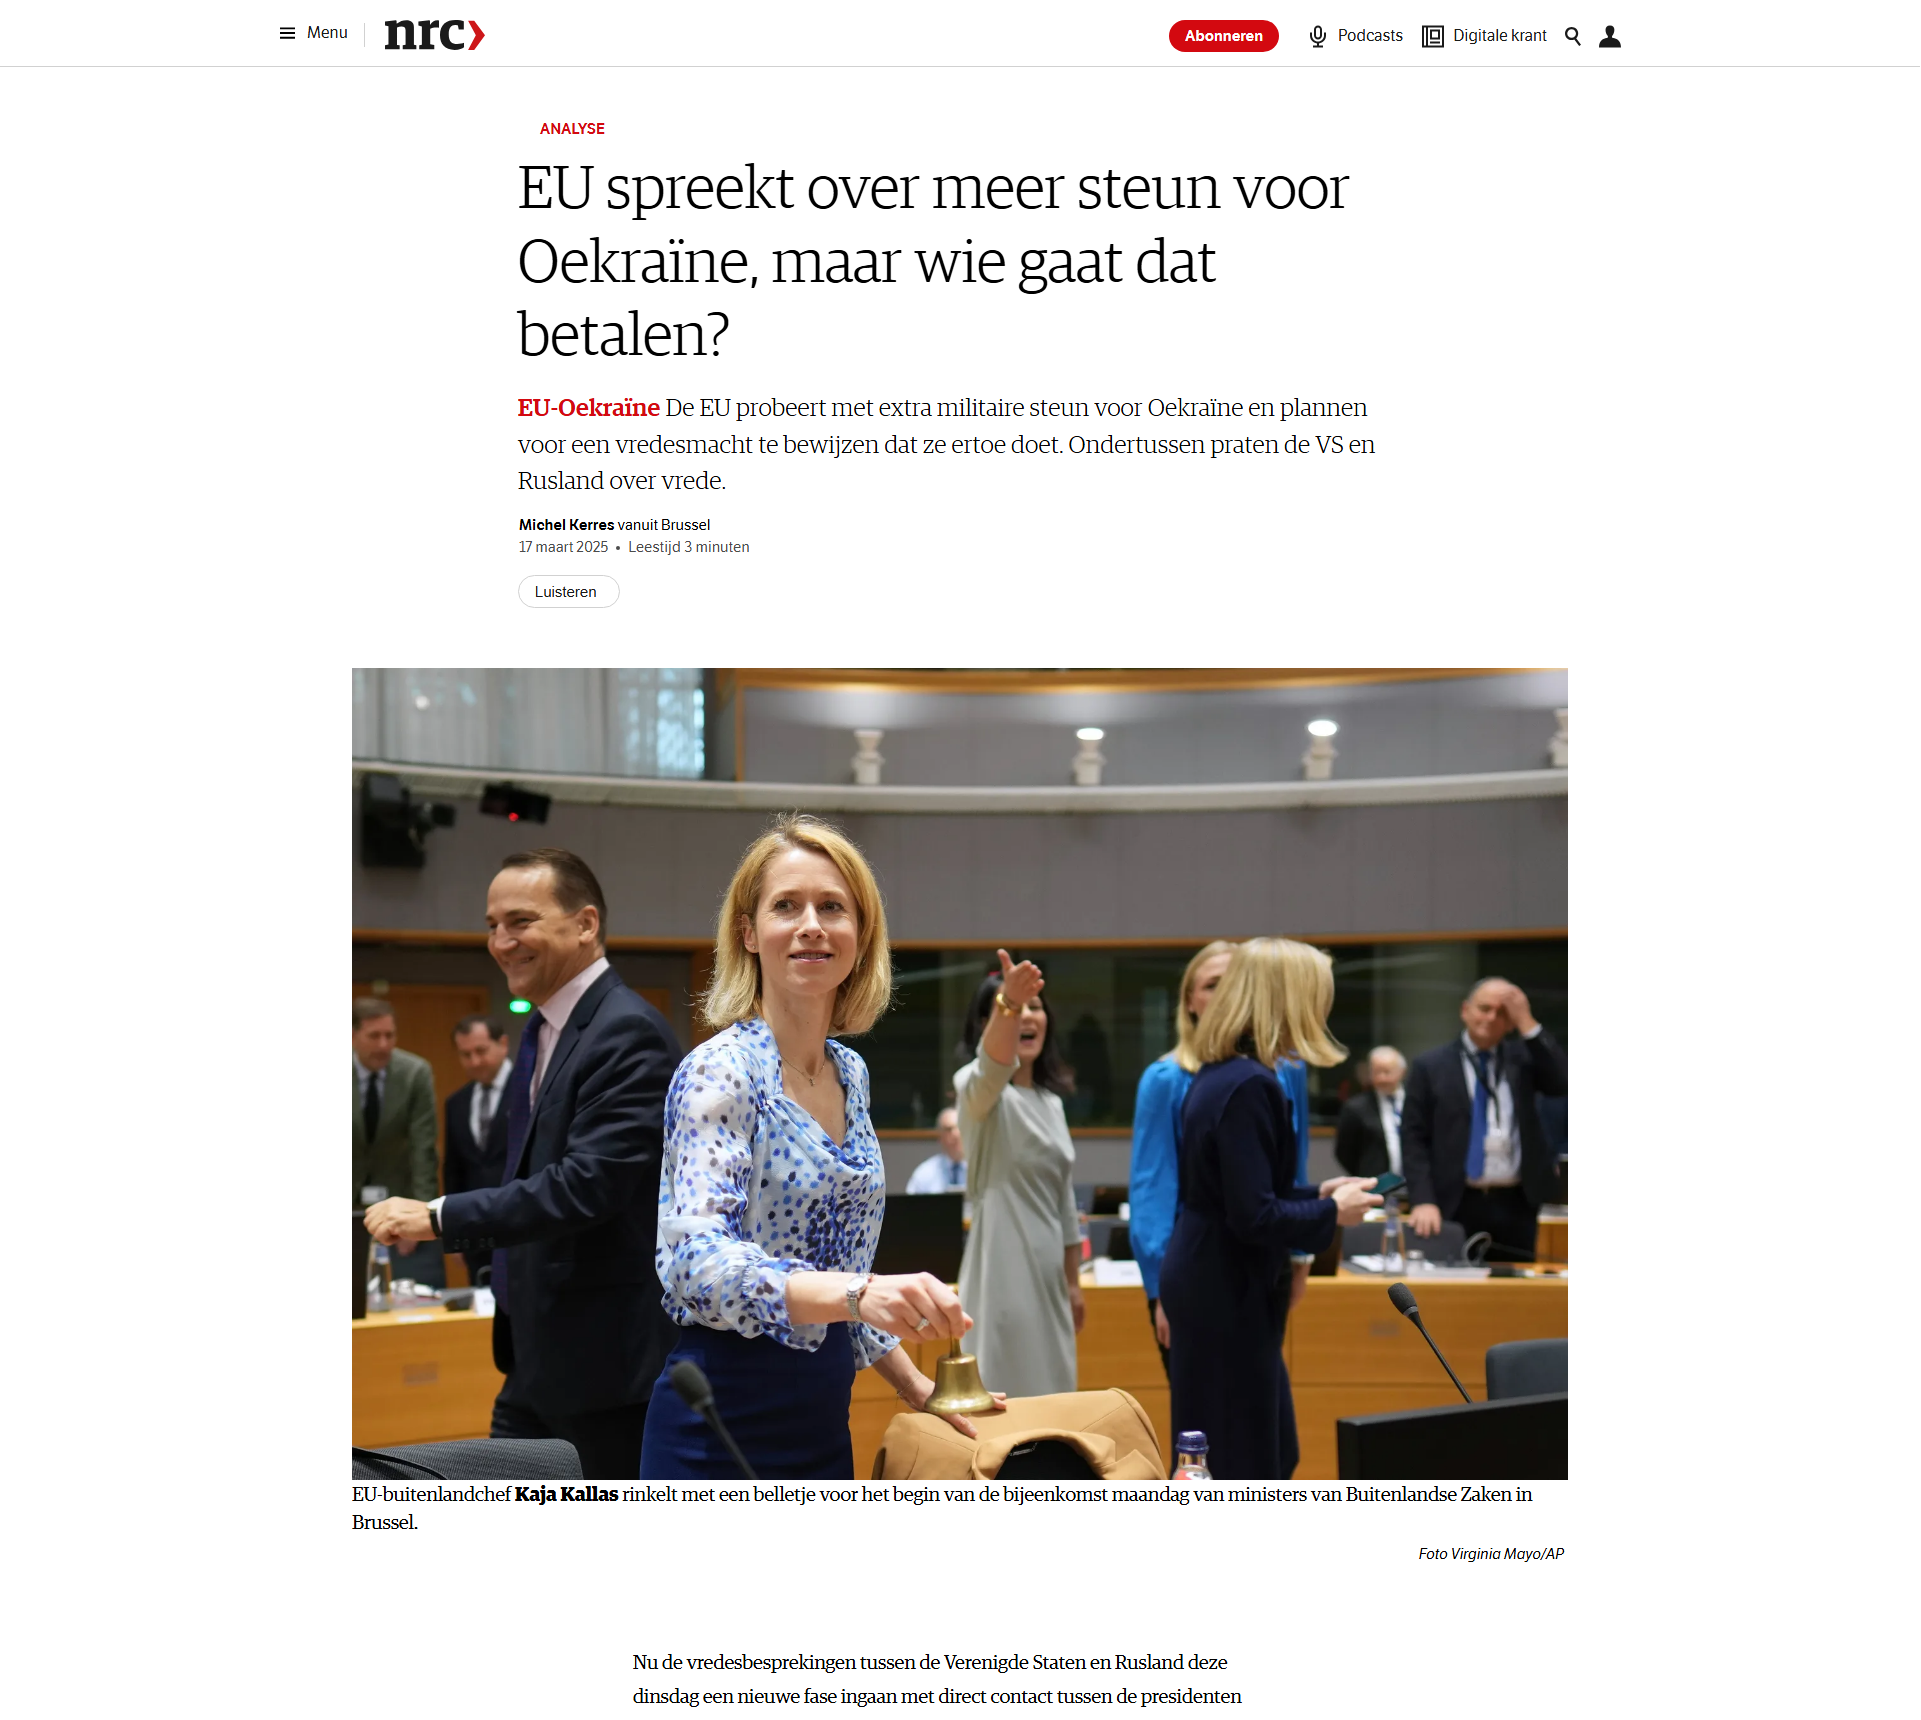 Menu
nrc
Abonneren
Podcasts
Digitale krant
ANALYSE
EU spreekt over meer steun voor
Oekraïne, maar wie gaat dat
betalen?
EU-Oekraïne De EU probeert met extra militaire steun voor Oekraïne en plannen
voor een vredesmacht te bewijzen dat ze ertoe doet. Ondertussen praten de VS en
Rusland over vrede.
Michel Kerres vanuit Brussel
17 maart 2025 • Leestijd 3 minuten
Luisteren
EU-buitenlandchef Kaja Kallas rinkelt met een belletje voor het begin van de bijeenkomst maandag van ministers van Buitenlandse Zaken in
Brussel.
Foto Virginia Mayo/AP
Nu de vredesbesprekingen tussen de Verenigde Staten en Rusland deze
dinsdag een nieuwe fase ingaan met direct contact tussen de presidenten